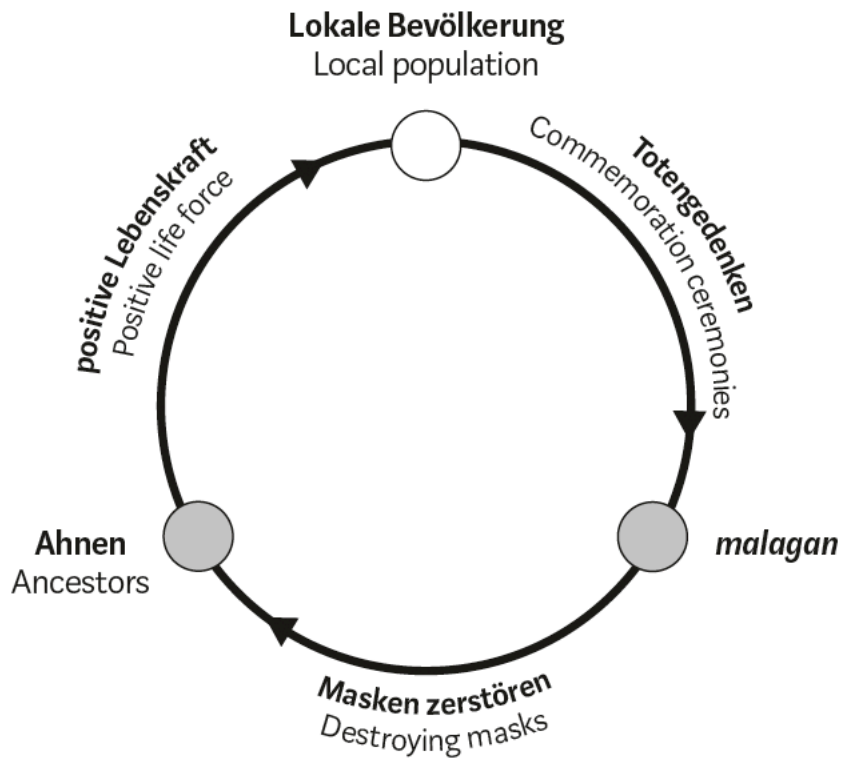 Lokale Bevölkerung
Local population
Totengedenken
Commemoration ceremonies
malagan
Masken zerstören
Destroying masks
Ahnen
Ancestors
positive Lebenskraft
Positive life force